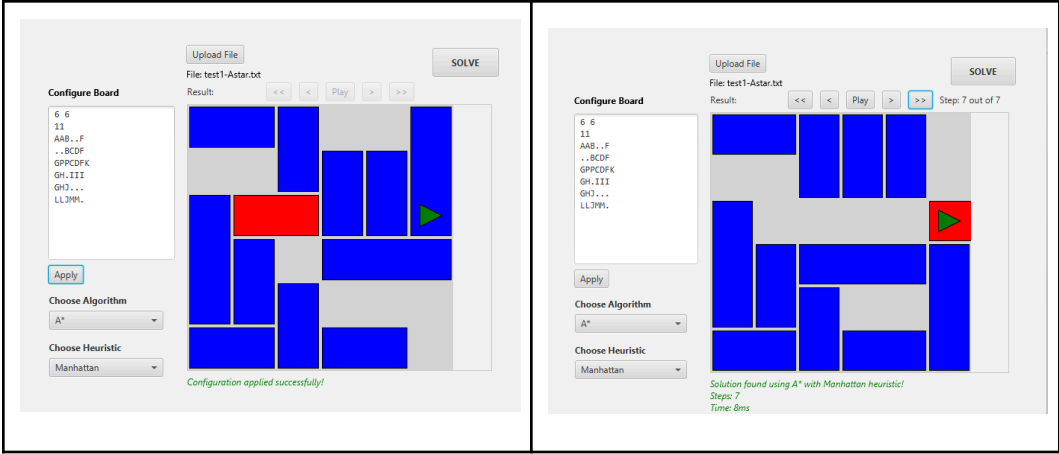 Upload File
SOLVE
File: test1-Astar.txt
Configure Board
Result:
<<
<
Play
>
>>
6 6
11
AAB..F
..BCDF
GPPCDFK
GH.III
GHJ...
LLJMM.
Apply
Choose Algorithm
A*
Choose Heuristic
Manhattan
Configuration applied successfully!
Upload File
SOLVE
File: test1-Astar.txt
Configure Board
Result:
<<
<
Play
>
>>
Step: 7 out of 7
6 6
11
AAB..F
..BCDF
GPPCDFK
GH.III
GHJ...
LLJMM.
Apply
Choose Algorithm
A*
Choose Heuristic
Manhattan
Solution found using A* with Manhattan heuristic!
Steps: 7
Time: 8ms